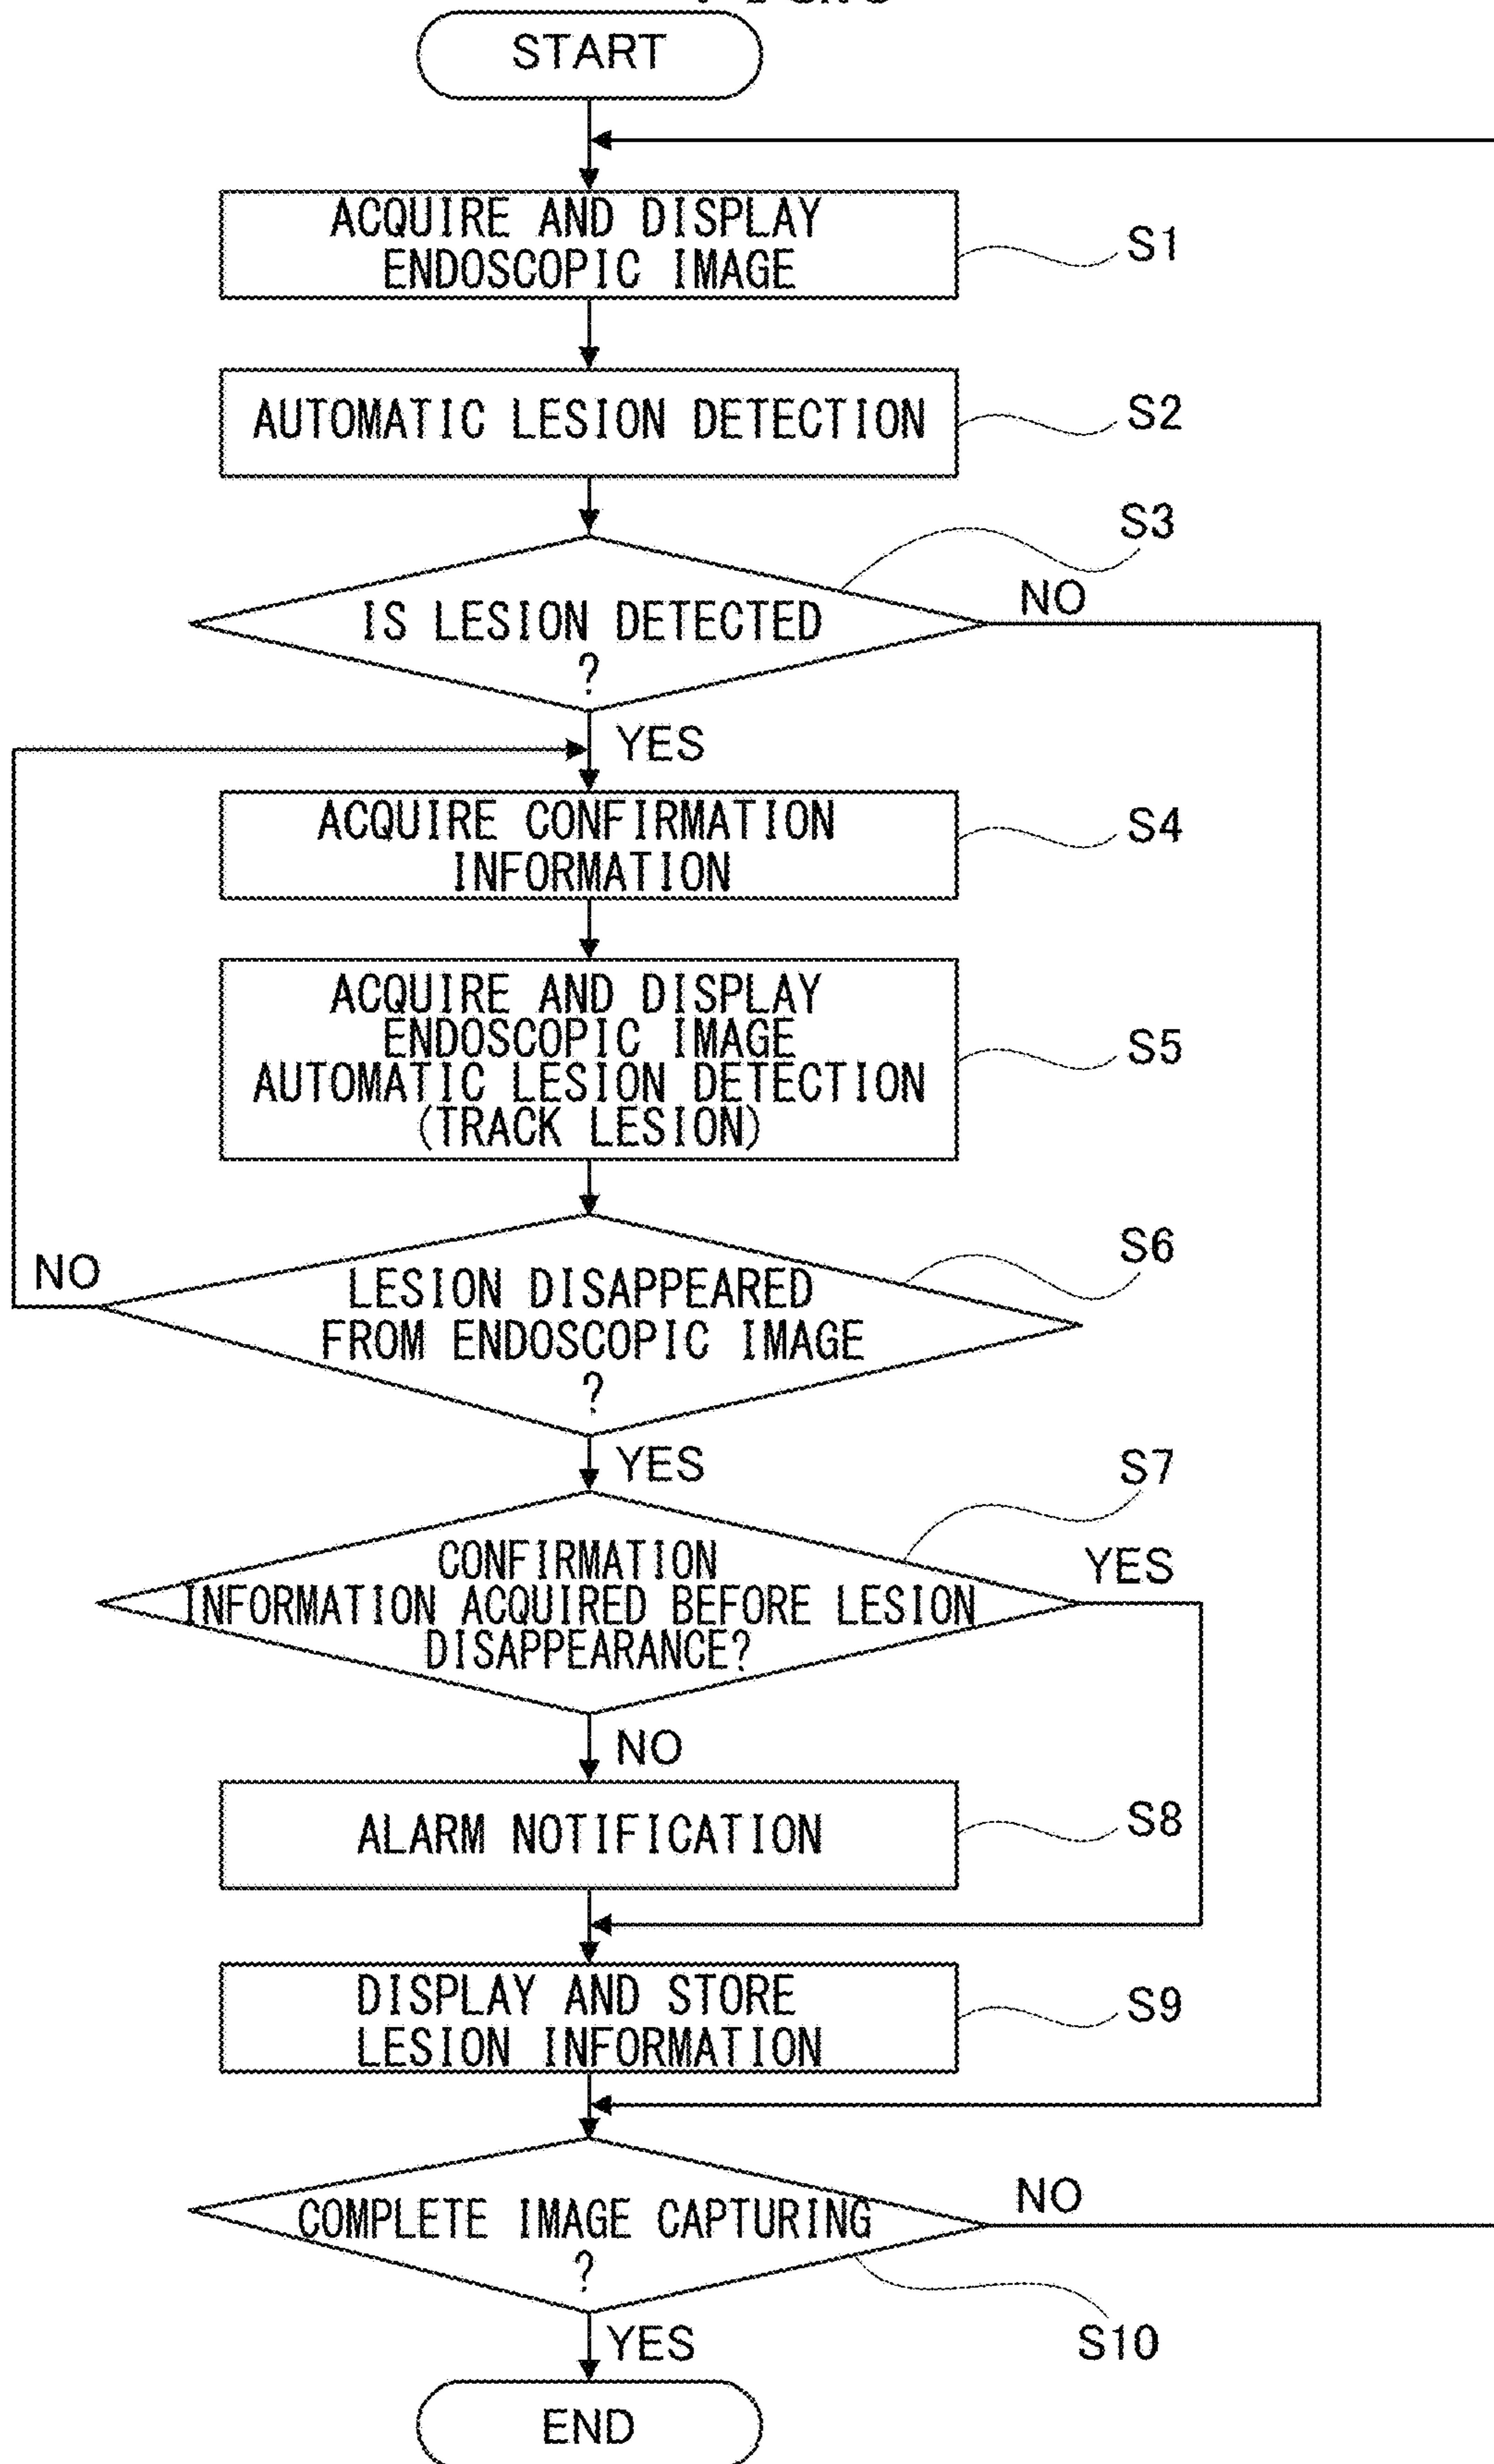 START
ACQUIRE AND DISPLAY
ENDOSCOPIC IMAGE
S1
AUTOMATIC LESION DETECTION
S2
S3
IS LESION DETECTED
?
NO
YES
ACQUIRE CONFIRMATION
INFORMATION
S4
ACQUIRE AND DISPLAY
ENDOSCOPIC IMAGE
AUTOMATIC LESION DETECTION
(TRACK LESION)
S5
S6
NO
LESION DISAPPEARED
FROM ENDOSCOPIC IMAGE
?
YES
S7
CONFIRMATION
INFORMATION ACQUIRED BEFORE LESION
DISAPPEARANCE?
YES
NO
ALARM NOTIFICATION
S8
DISPLAY AND STORE
LESION INFORMATION
S9
COMPLETE IMAGE CAPTURING
?
NO
S10
YES
END